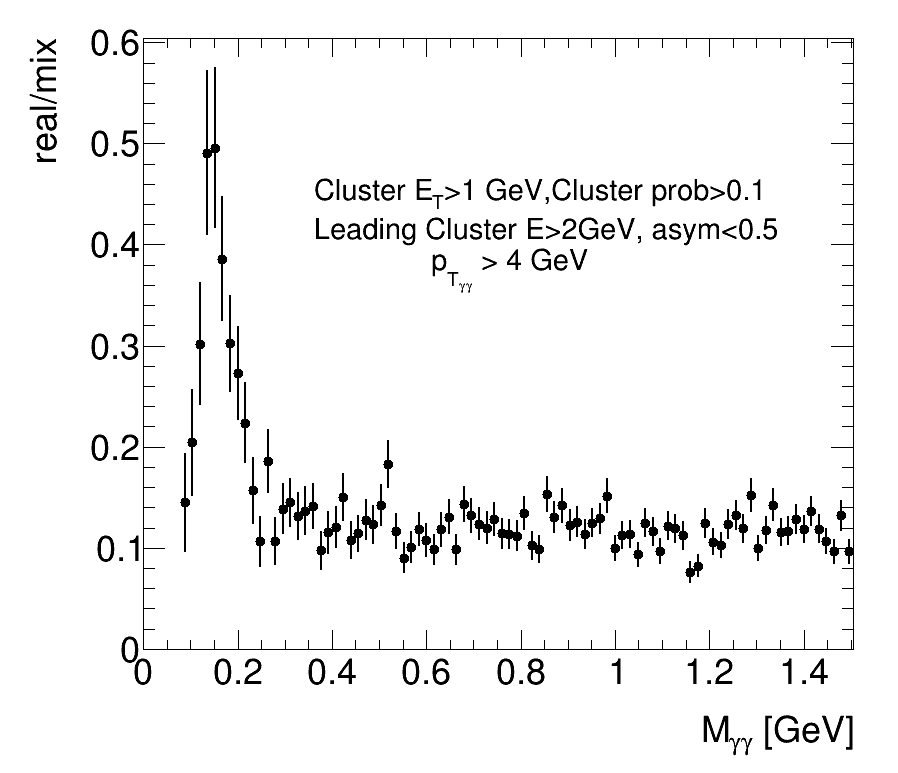 real/mix
0.6
0.5
0.4
0.3
0.2
0.1
0
Cluster E_T>1 GeV,Cluster prob>0.1
Leading Cluster E>2GeV, asym<0.5
p_Tγγ > 4 GeV
0 0.2 0.4 0.6 0.8 1 1.2 1.4
M_γγ [GeV]